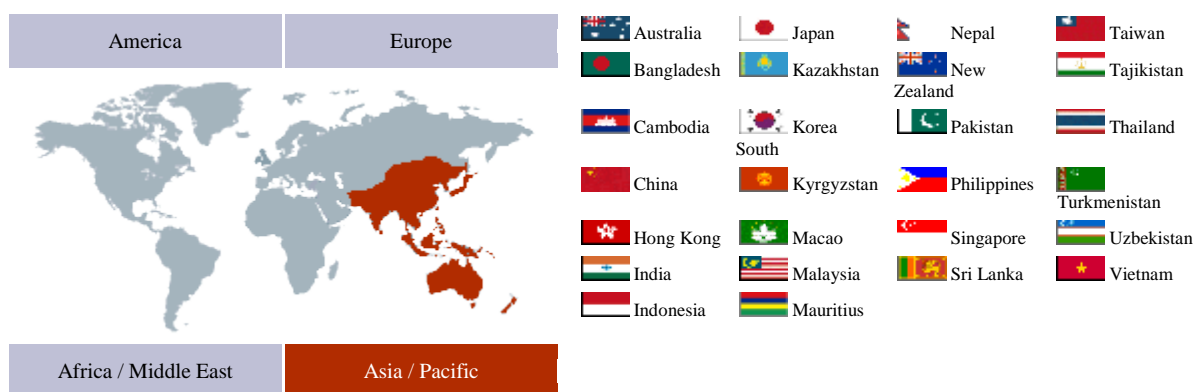 America
Europe
Africa / Middle East
Asia / Pacific
Australia
Japan
Nepal
Taiwan
Bangladesh
Kazakhstan
New
Zealand
Tajikistan
Cambodia
Korea
South
Pakistan
Thailand
China
Kyrgyzstan
Philippines
Turkmenistan
Hong Kong
Macao
Singapore
Uzbekistan
India
Malaysia
Sri Lanka
Vietnam
Indonesia
Mauritius